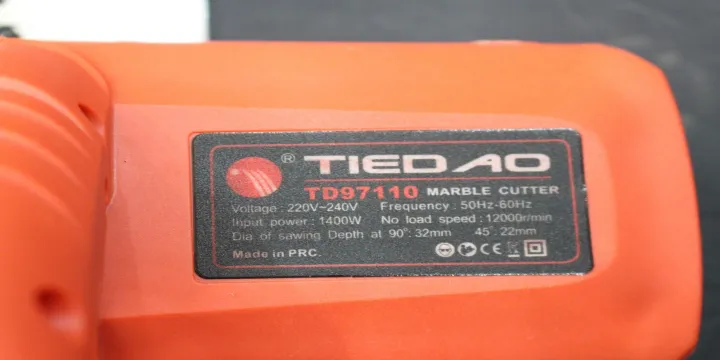 ® TIEDAO
TD97110 MARBLE CUTTER
Voltage: 220V~240V Frequency: 50Hz-60Hz
Input power: 1400W No load speed: 12000r/min
Dia of sawing Depth at 90°: 32mm 45°: 22mm
Made in PRC. CE